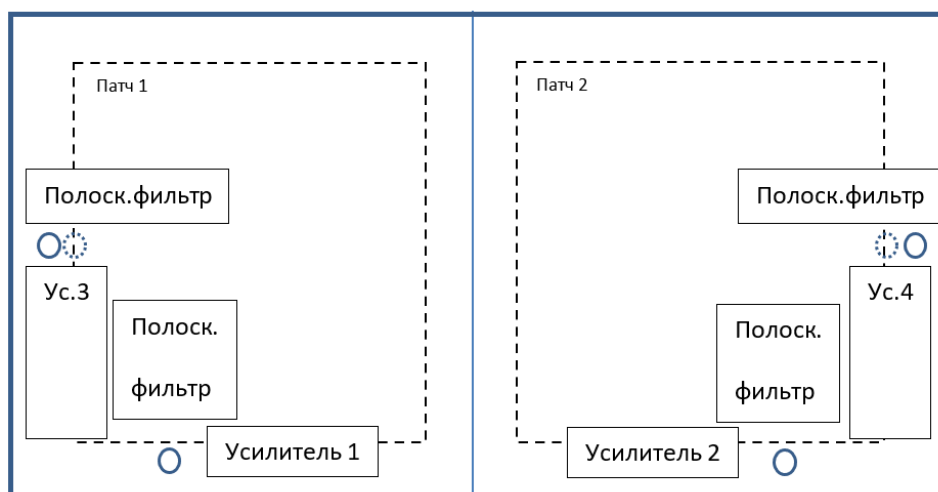 Патч 1
Полоск.фильтр
Ус.3
Полоск.
фильтр
Усилитель 1
Патч 2
Полоск.фильтр
Ус.4
Полоск.
фильтр
Усилитель 2